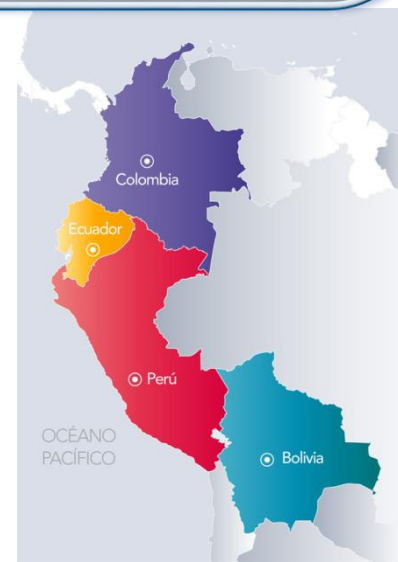 Colombia
Ecuador
Perú
OCÉANO
PACÍFICO
Bolivia